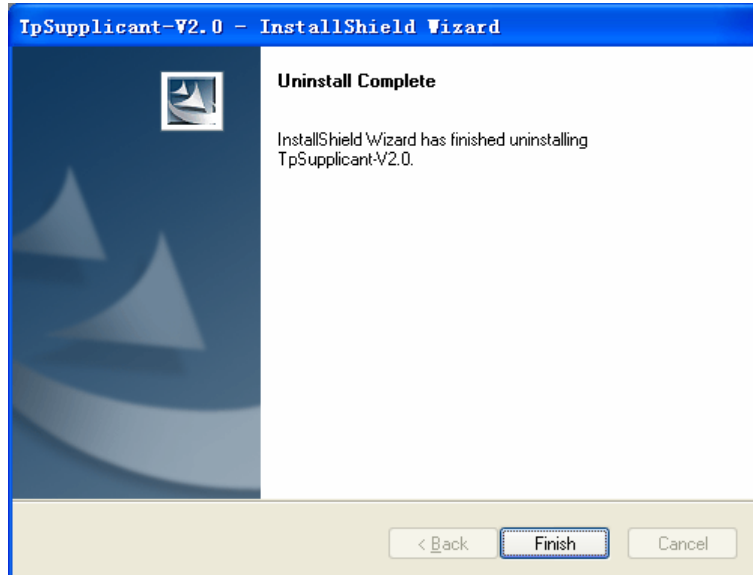 TpSupplicant-V2.0 - InstallShield Wizard
Uninstall Complete
InstallShield Wizard has finished uninstalling
TpSupplicant-V2.0.
< Back
Finish
Cancel